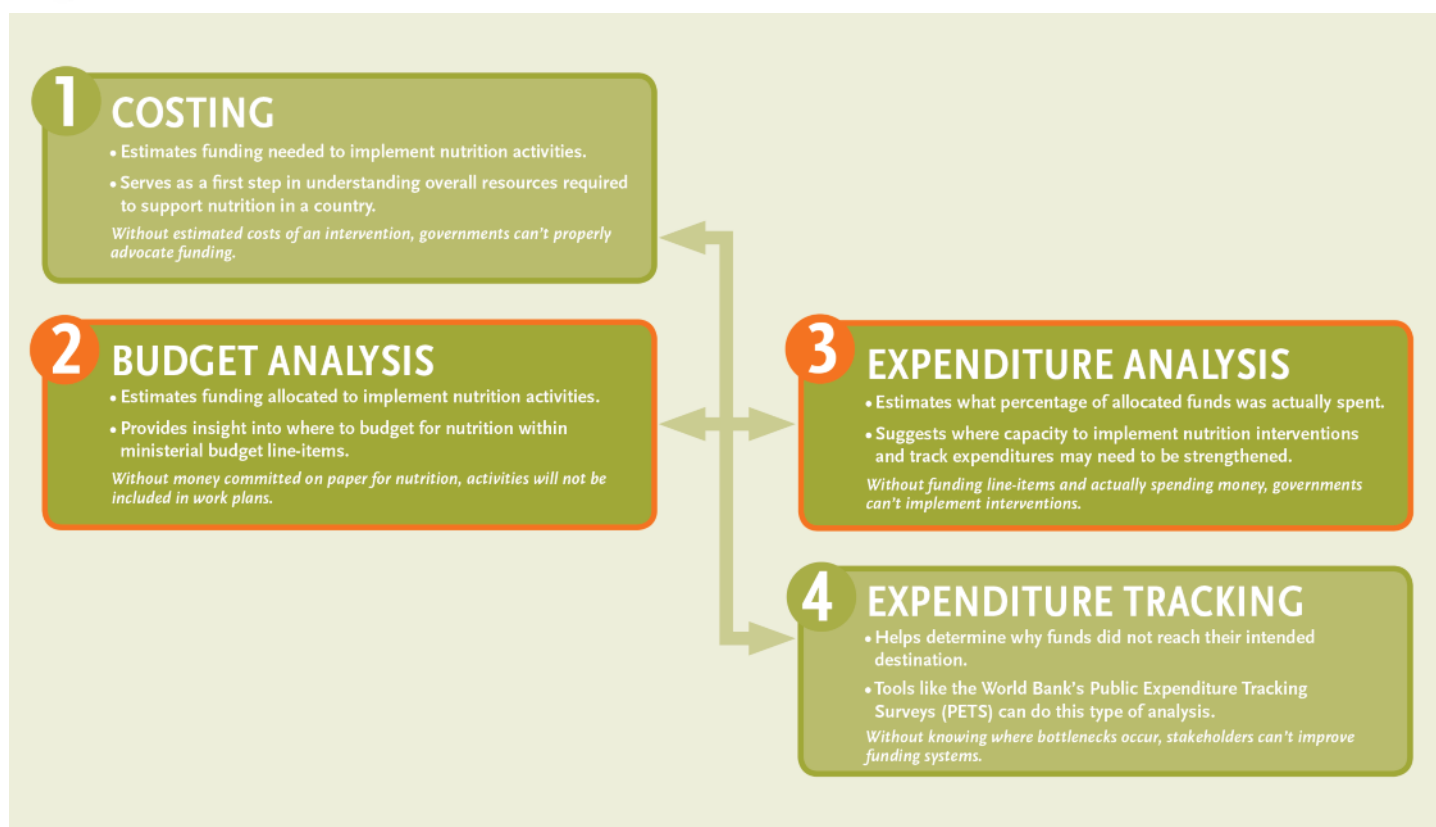 1
COSTING
• Estimates funding needed to implement nutrition activities.
• Serves as a first step in understanding overall resources required
to support nutrition in a country.
Without estimated costs of an intervention, governments can't properly
advocate funding.
2
BUDGET ANALYSIS
• Estimates funding allocated to implement nutrition activities.
• Provides insight into where to budget for nutrition within
ministerial budget line-items.
Without money committed on paper for nutrition, activities will not be
included in work plans.
3
EXPENDITURE ANALYSIS
• Estimates what percentage of allocated funds was actually spent.
• Suggests where capacity to implement nutrition interventions
and track expenditures may need to be strengthened.
Without funding line-items and actually spending money, governments
can't implement interventions.
4
EXPENDITURE TRACKING
• Helps determine why funds did not reach their intended
destination.
• Tools like the World Bank's Public Expenditure Tracking
Surveys (PETS) can do this type of analysis.
Without knowing where bottlenecks occur, stakeholders can't improve
funding systems.